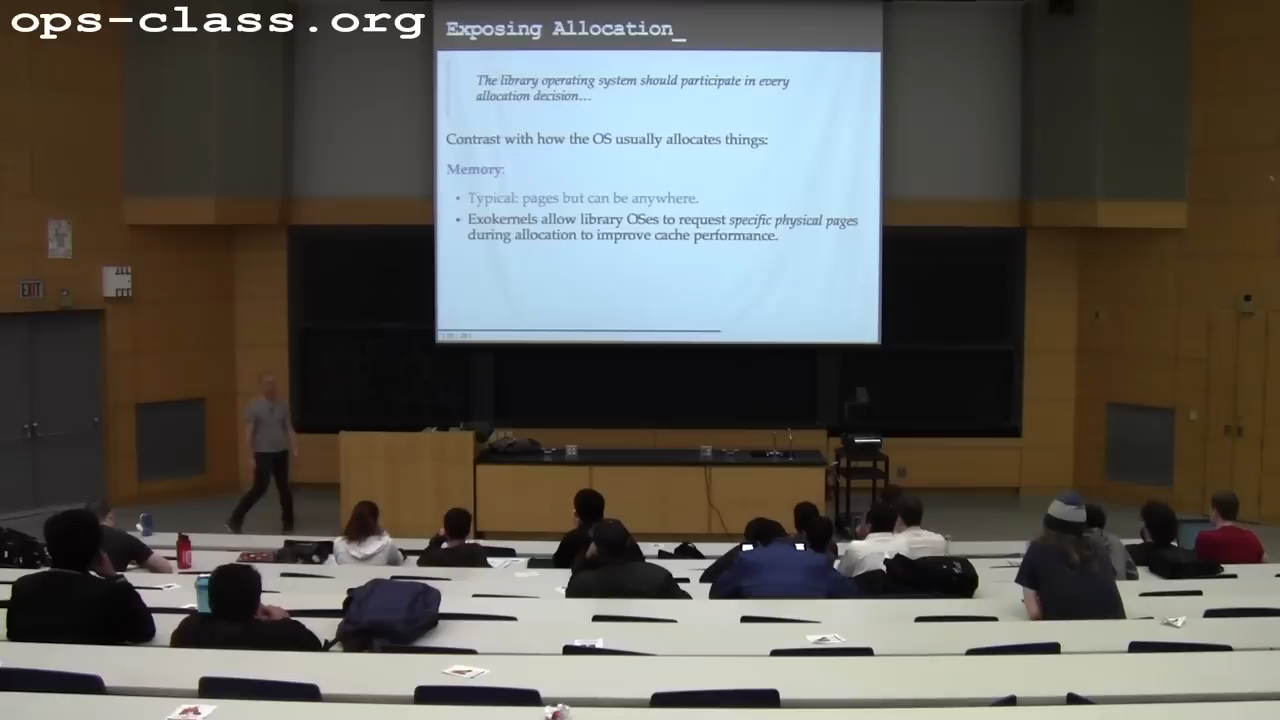 ops-class.org
Exposing Allocation_
The library operating system should participate in every
allocation decision...
Contrast with how the OS usually allocates things:
Memory:
• Typical: pages but can be anywhere.
• Exokernels allow library OSes to request specific physical pages
during allocation to improve cache performance.
EXIT